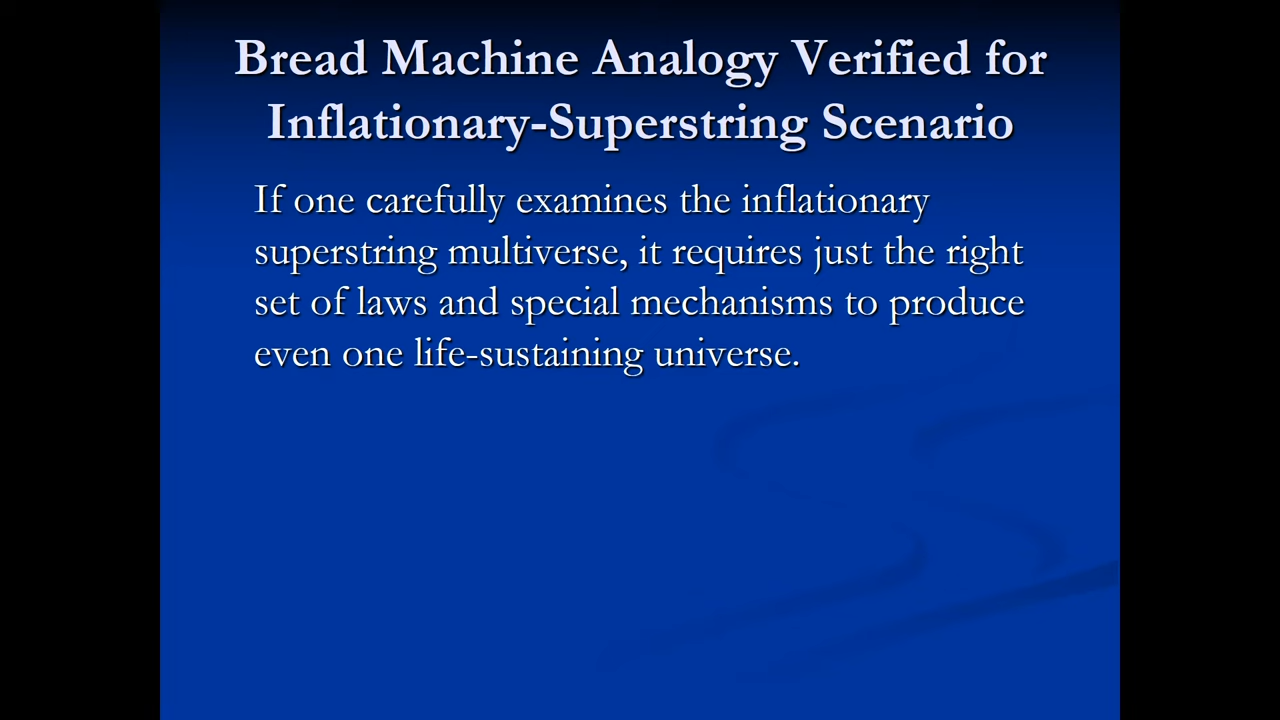 Bread Machine Analogy Verified for
Inflationary-Superstring Scenario
If one carefully examines the inflationary
superstring multiverse, it requires just the right
set of laws and special mechanisms to produce
even one life-sustaining universe.